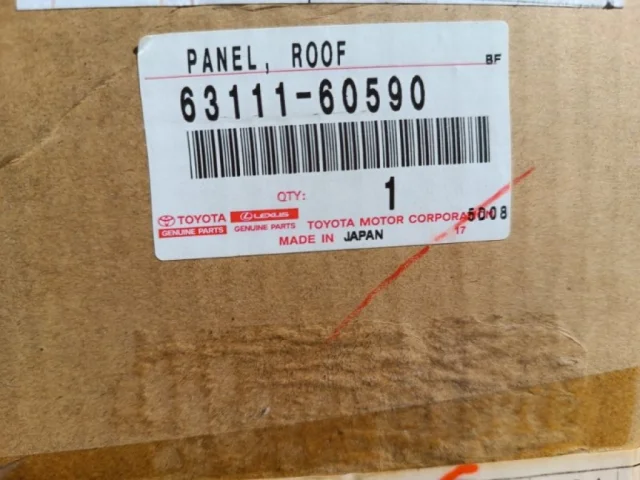 PANEL, ROOF BF
63111-60590
QTY: 1
TOYOTA LEXUS
GENUINE PARTS GENUINE PARTS
TOYOTA MOTOR CORPORATION 5008
MADE IN JAPAN 17